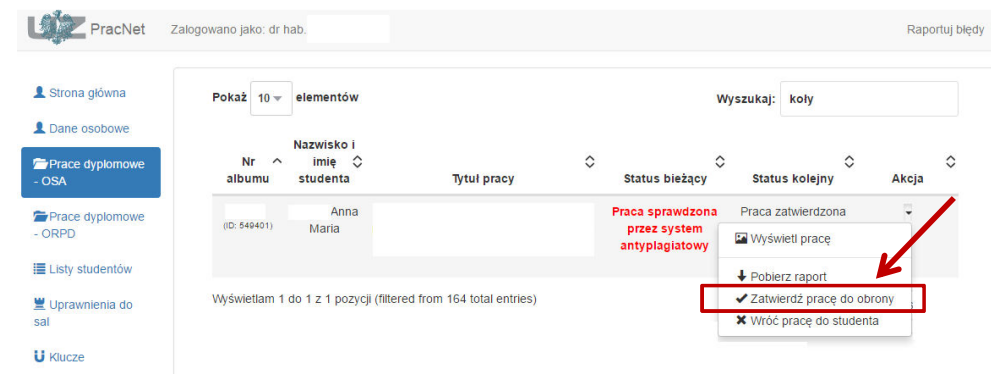 UZ PracNet Zalogowano jako: dr hab. Raportuj błędy
Strona główna
Dane osobowe
Prace dyplomowe
- OSA
Prace dyplomowe
- ORPD
Listy studentów
Uprawnienia do
sal
Klucze
Pokaż 10 elementów Wyszukaj: koły
Nr
albumu
Nazwisko i
imię
studenta
Tytuł pracy
Status bieżący
Status kolejny
Akcja
(ID: 549401)
Anna
Maria
Praca sprawdzona
przez system
antyplagiatowy
Praca zatwierdzona
Wyświetl pracę
Pobierz raport
Zatwierdź pracę do obrony
Wróć pracę do studenta
Wyświetlam 1 do 1 z 1 pozycji (filtered from 164 total entries)